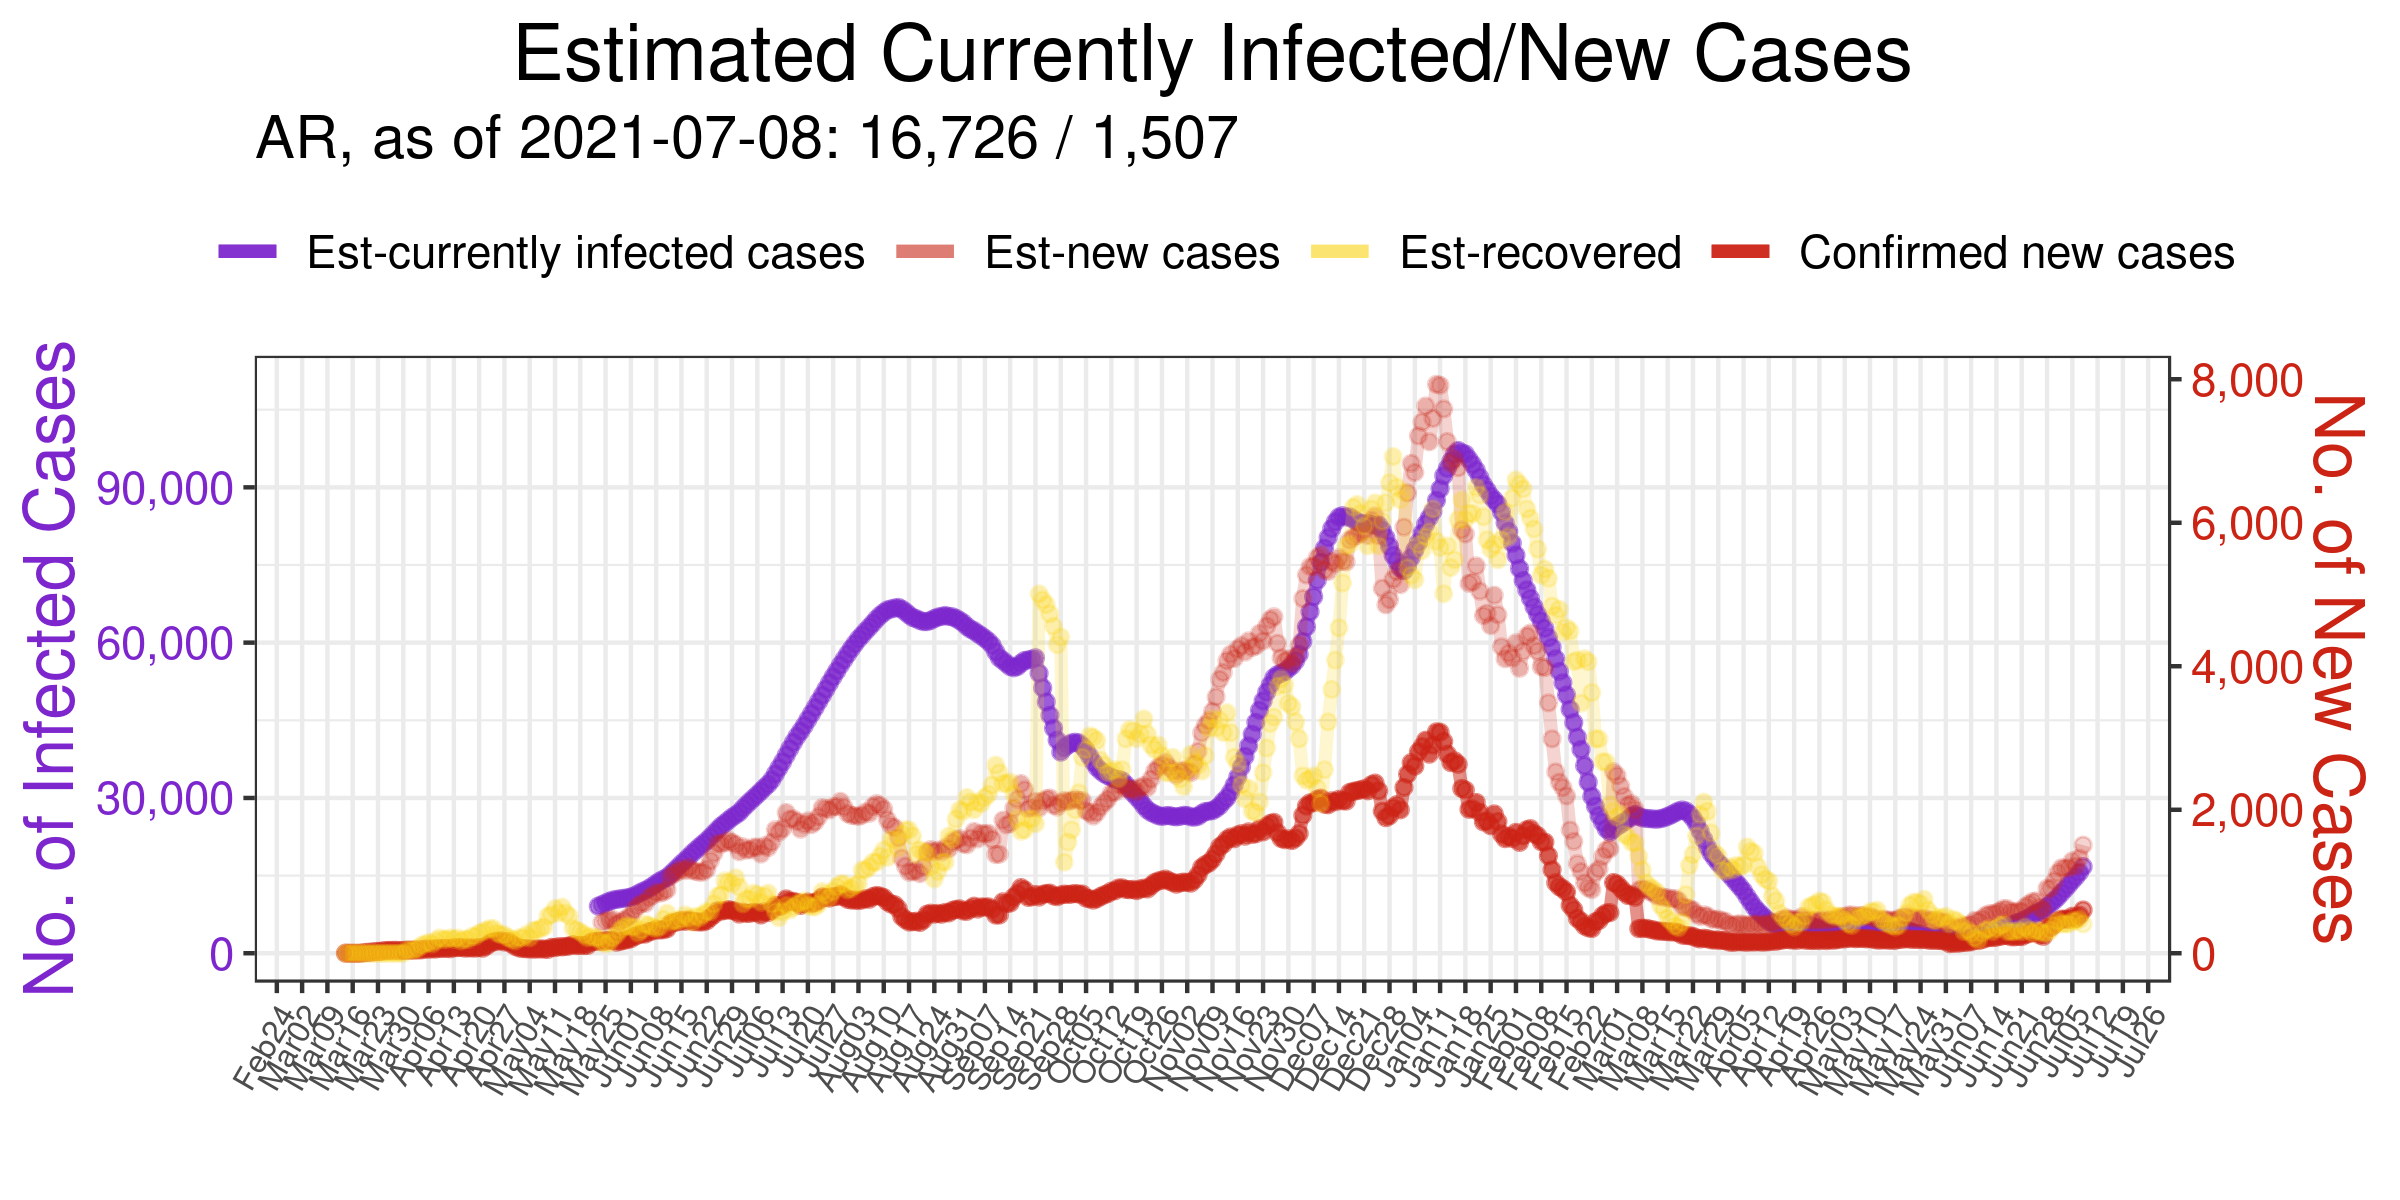 Estimated Currently Infected/New Cases
AR, as of 2021-07-08: 16,726 / 1,507
Est-currently infected cases Est-new cases Est-recovered Confirmed new cases
No. of Infected Cases
90,000
60,000
30,000
0
8,000
6,000
4,000
2,000
0
No. of New Cases
Feb24 Mar02 Mar09 Mar16 Mar23 Mar30 Apr06 Apr13 Apr20 Apr27 May04 May11 May18 May25 Jun01 Jun08 Jun15 Jun22 Jun29 Jul06 Jul13 Jul20 Jul27 Aug03 Aug10 Aug17 Aug24 Aug31 Sep07 Sep14 Sep21 Sep28 Oct05 Oct12 Oct19 Oct26 Nov02 Nov09 Nov16 Nov23 Nov30 Dec07 Dec14 Dec21 Dec28 Jan04 Jan11 Jan18 Jan25 Feb01 Feb08 Feb15 Feb22 Mar01 Mar08 Mar15 Mar22 Mar29 Apr05 Apr12 Apr19 Apr26 May03 May10 May17 May24 May31 Jun07 Jun14 Jun21 Jun28 Jul05 Jul12 Jul19 Jul26